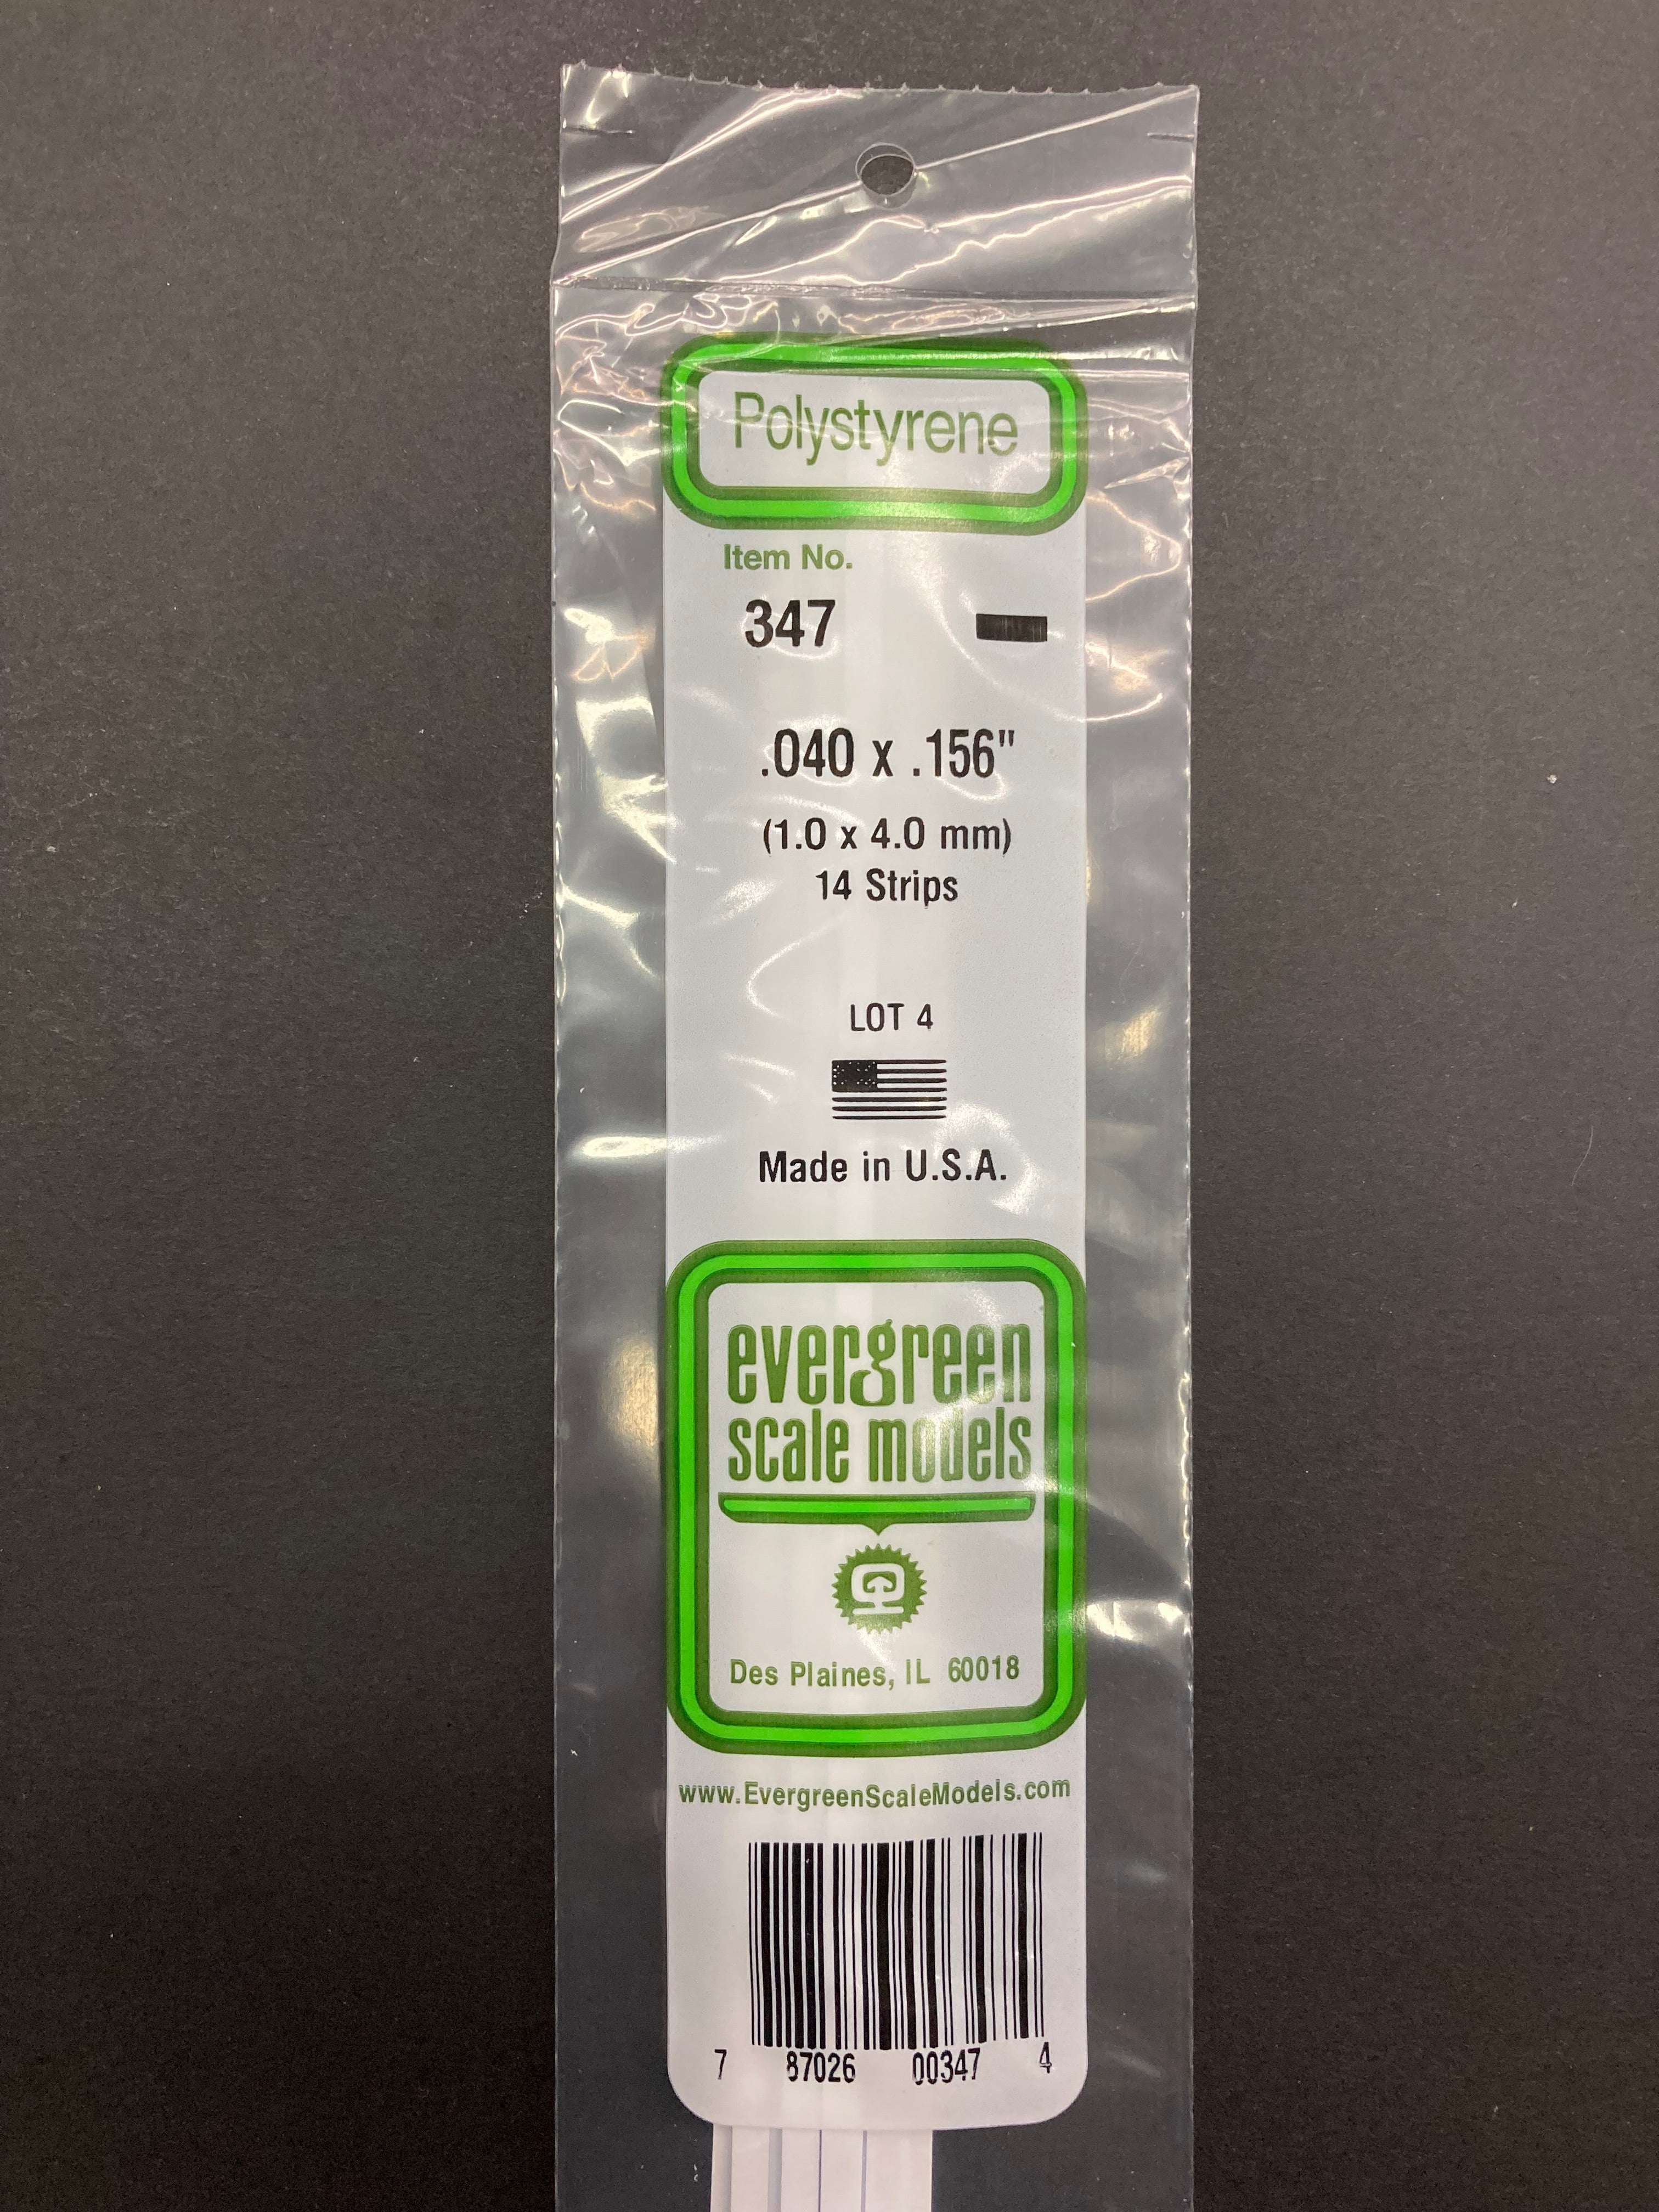 Polystyrene
Item No.
347
.040 x .156"
(1.0 x 4.0 mm)
14 Strips
LOT 4
Made in U.S.A.
evergreen
scale models
Des Plaines, IL 60018
www.EvergreenScaleModels.com
7 87026 00347 4